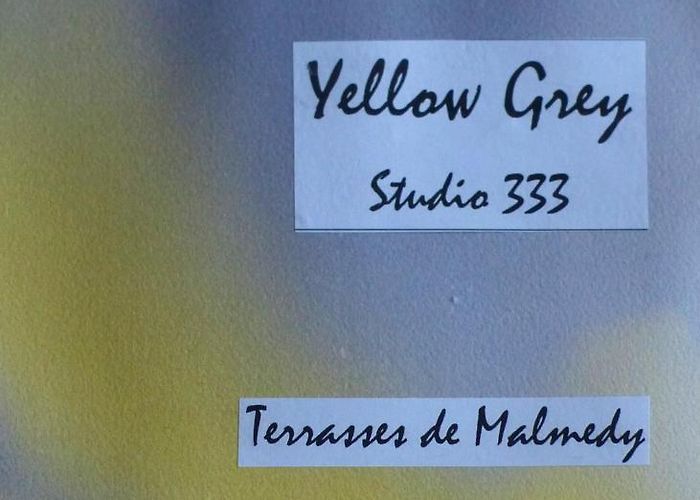 Yellow Grey
Studio 333
Terrasses de Malmedy